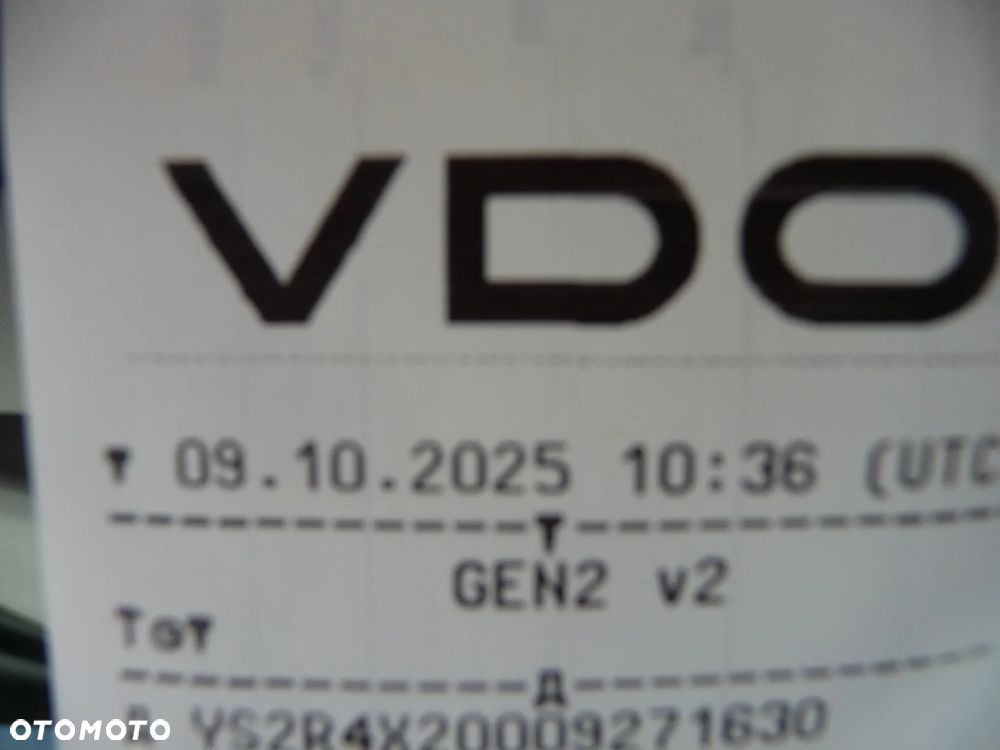 VDO
▼ 09.10.2025 10:36 (UTC
GEN2 v2
T⊙▼
A YS2R4X20009271630
OTOMOTO